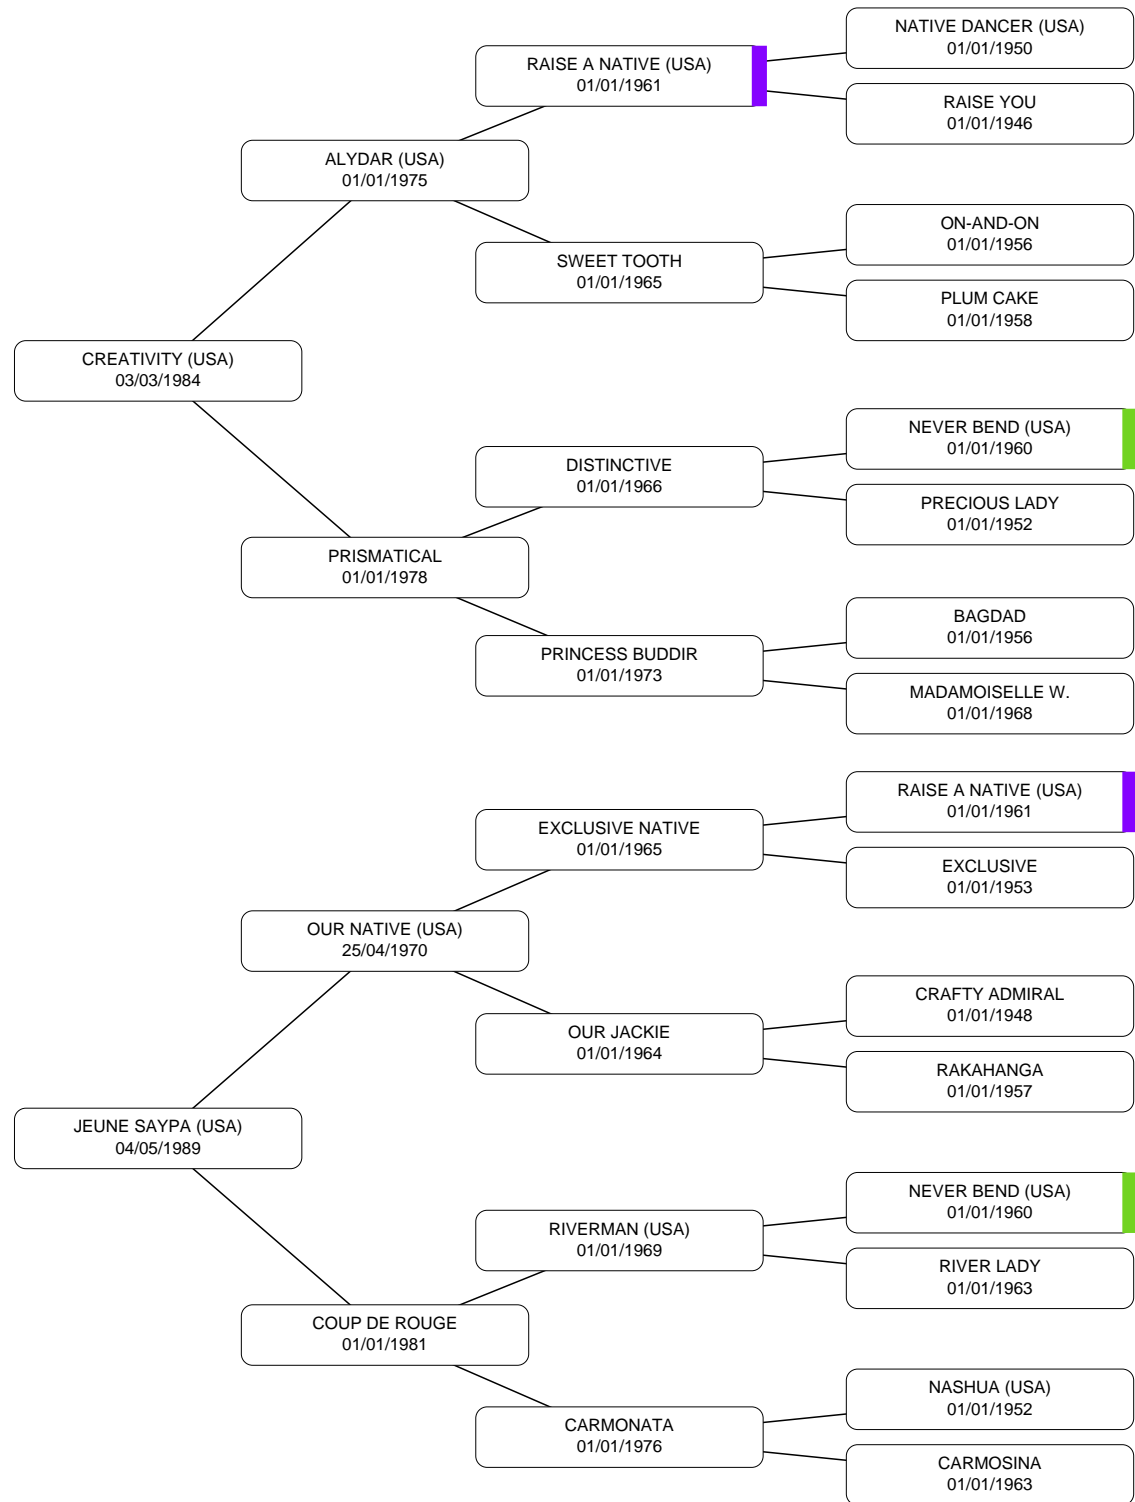 NATIVE DANCER (USA)
01/01/1950
RAISE A NATIVE (USA)
01/01/1961
RAISE YOU
01/01/1946
ALYDAR (USA)
01/01/1975
ON-AND-ON
01/01/1956
SWEET TOOTH
01/01/1965
PLUM CAKE
01/01/1958
CREATIVITY (USA)
03/03/1984
NEVER BEND (USA)
01/01/1960
DISTINCTIVE
01/01/1966
PRECIOUS LADY
01/01/1952
PRISMATICAL
01/01/1978
BAGDAD
01/01/1956
PRINCESS BUDDIR
01/01/1973
MADAMOISELLE W.
01/01/1968
RAISE A NATIVE (USA)
01/01/1961
EXCLUSIVE NATIVE
01/01/1965
EXCLUSIVE
01/01/1953
OUR NATIVE (USA)
25/04/1970
CRAFTY ADMIRAL
01/01/1948
OUR JACKIE
01/01/1964
RAKAHANGA
01/01/1957
JEUNE SAYPA (USA)
04/05/1989
NEVER BEND (USA)
01/01/1960
RIVERMAN (USA)
01/01/1969
RIVER LADY
01/01/1963
COUP DE ROUGE
01/01/1981
NASHUA (USA)
01/01/1952
CARMONATA
01/01/1976
CARMOSINA
01/01/1963